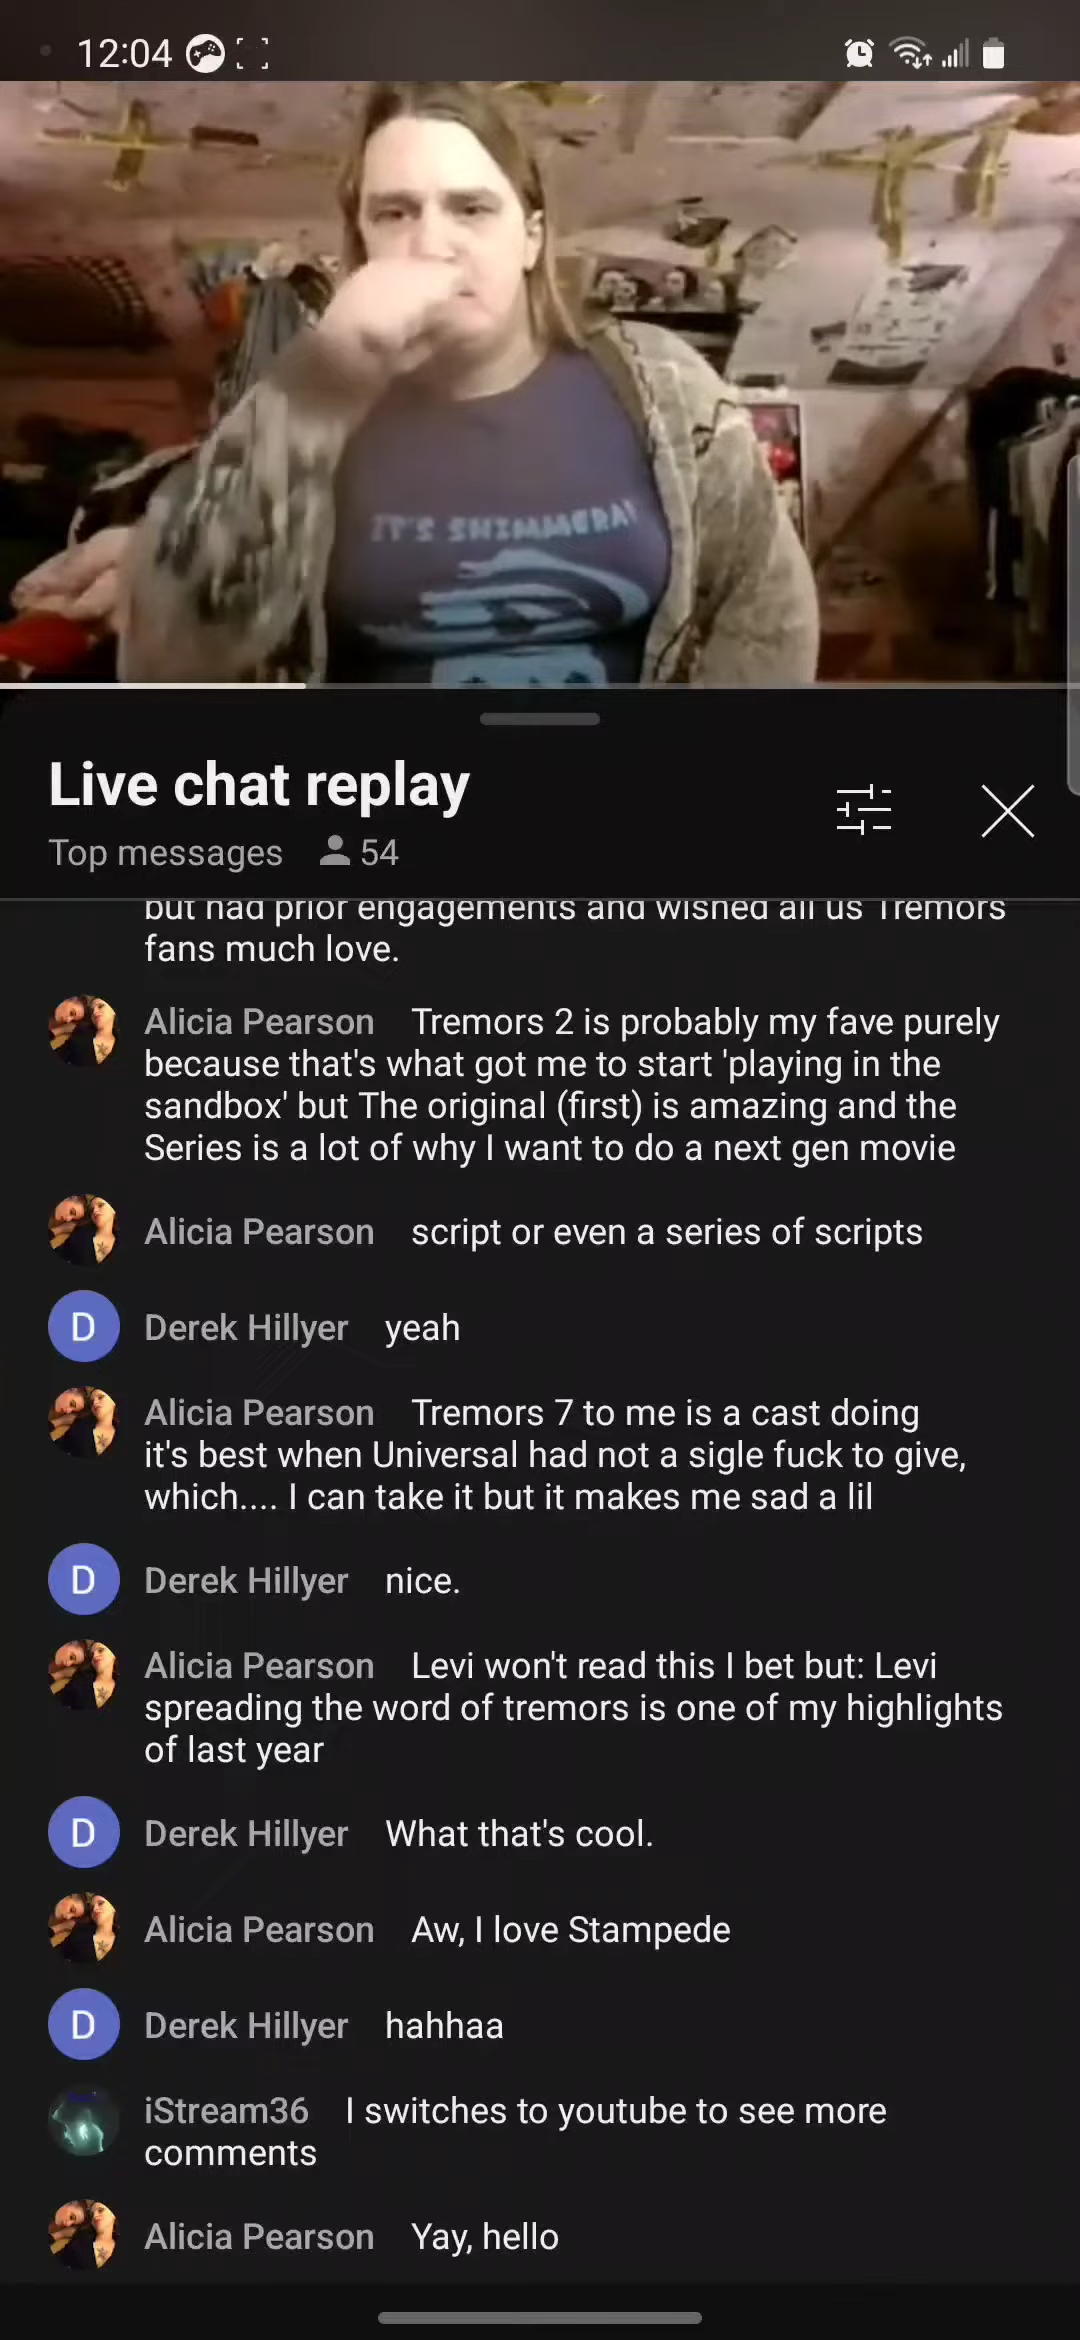 12:04
IT'S SHIMMERA!
Live chat replay
Top messages 54
but had prior engagements and wished all us Tremors
fans much love.
Alicia Pearson Tremors 2 is probably my fave purely
because that's what got me to start 'playing in the
sandbox' but The original (first) is amazing and the
Series is a lot of why I want to do a next gen movie
Alicia Pearson script or even a series of scripts
D
Derek Hillyer yeah
Alicia Pearson Tremors 7 to me is a cast doing
it's best when Universal had not a sigle fuck to give,
which.... I can take it but it makes me sad a lil
D
Derek Hillyer nice.
Alicia Pearson Levi won't read this I bet but: Levi
spreading the word of tremors is one of my highlights
of last year
D
Derek Hillyer What that's cool.
Alicia Pearson Aw, I love Stampede
D
Derek Hillyer hahhaa
iStream36 I switches to youtube to see more
comments
Alicia Pearson Yay, hello